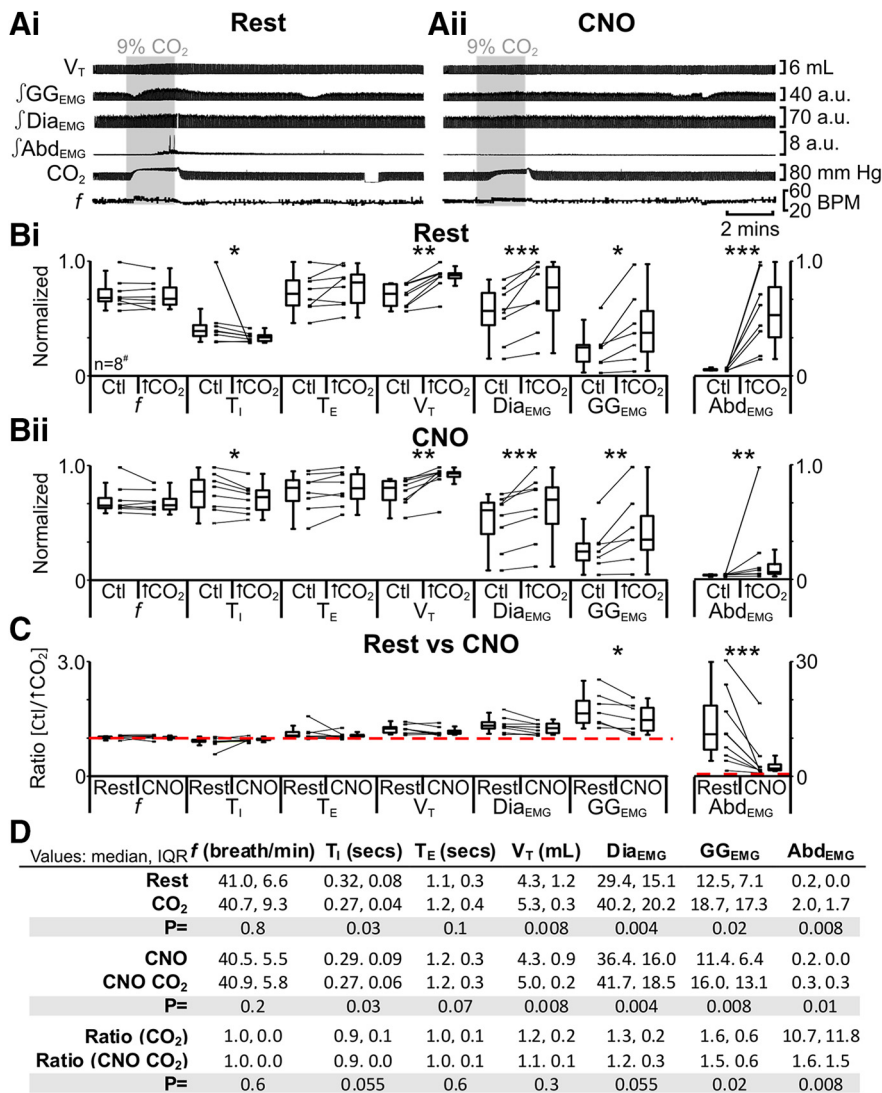 Ai Rest Aii CNO
9% CO2 9% CO2
VT 6 mL
∫GGEMG 40 a.u.
∫DiaEMG 70 a.u.
∫AbdEMG 8 a.u.
CO2 80 mm Hg
f 60 20 BPM
2 mins
Bi Rest
* ** *** * ***
Normalized 1.0 0 1.0 0
n=8#
Ctl ↑CO2 Ctl ↑CO2 Ctl ↑CO2 Ctl ↑CO2 Ctl ↑CO2 Ctl ↑CO2 Ctl ↑CO2
f TI TE VT DiaEMG GGEMG AbdEMG
Bii CNO
* ** *** ** **
Normalized 1.0 0 1.0 0
Ctl ↑CO2 Ctl ↑CO2 Ctl ↑CO2 Ctl ↑CO2 Ctl ↑CO2 Ctl ↑CO2 Ctl ↑CO2
f TI TE VT DiaEMG GGEMG AbdEMG
C Rest vs CNO
* ***
Ratio [Ctl/↑CO2] 3.0 0 30 0
Rest CNO Rest CNO Rest CNO Rest CNO Rest CNO Rest CNO Rest CNO
f TI TE VT DiaEMG GGEMG AbdEMG
D
Values: median, IQR f (breath/min) TI (secs) TE (secs) VT (mL) DiaEMG GGEMG AbdEMG
Rest 41.0, 6.6 0.32, 0.08 1.1, 0.3 4.3, 1.2 29.4, 15.1 12.5, 7.1 0.2, 0.0
CO2 40.7, 9.3 0.27, 0.04 1.2, 0.4 5.3, 0.3 40.2, 20.2 18.7, 17.3 2.0, 1.7
P= 0.8 0.03 0.1 0.008 0.004 0.02 0.008
CNO 40.5, 5.5 0.29, 0.09 1.2, 0.3 4.3, 0.9 36.4, 16.0 11.4, 6.4 0.2, 0.0
CNO CO2 40.9, 5.8 0.27, 0.06 1.2, 0.3 5.0, 0.2 41.7, 18.5 16.0, 13.1 0.3, 0.3
P= 0.2 0.03 0.07 0.008 0.004 0.008 0.01
Ratio (CO2) 1.0, 0.0 0.9, 0.1 1.0, 0.1 1.2, 0.2 1.3, 0.2 1.6, 0.6 10.7, 11.8
Ratio (CNO CO2) 1.0, 0.0 0.9, 0.0 1.0, 0.1 1.1, 0.1 1.2, 0.3 1.5, 0.6 1.6, 1.5
P= 0.6 0.055 0.6 0.3 0.055 0.02 0.008